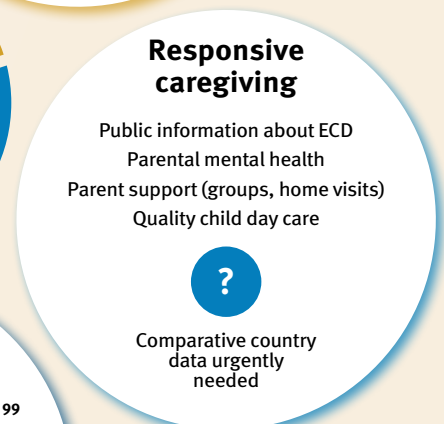 Responsive
caregiving
Public information about ECD
Parental mental health
Parent support (groups, home visits)
Quality child day care
?
Comparative country
data urgently
needed
99